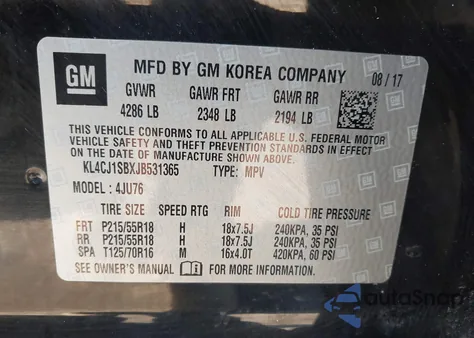 GM MFD BY GM KOREA COMPANY 08/17
GVWR GAWR FRT GAWR RR
4286 LB 2348 LB 2194 LB
THIS VEHICLE CONFORMS TO ALL APPLICABLE U.S. FEDERAL MOTOR
VEHICLE SAFETY AND THEFT PREVENTION STANDARDS IN EFFECT ON
THE DATE OF MANUFACTURE SHOWN ABOVE.
KL4CJ1SBXJB531365 TYPE: MPV
MODEL: 4JU76
TIRE SIZE SPEED RTG RIM COLD TIRE PRESSURE
FRT P215/55R18 H 18x7.5J 240KPA, 35 PSI
RR P215/55R18 H 18x7.5J 240KPA, 35 PSI
SPA T125/70R16 M 16x4.0T 420KPA, 60 PSI
SEE OWNER'S MANUAL FOR MORE INFORMATION
autoSnap